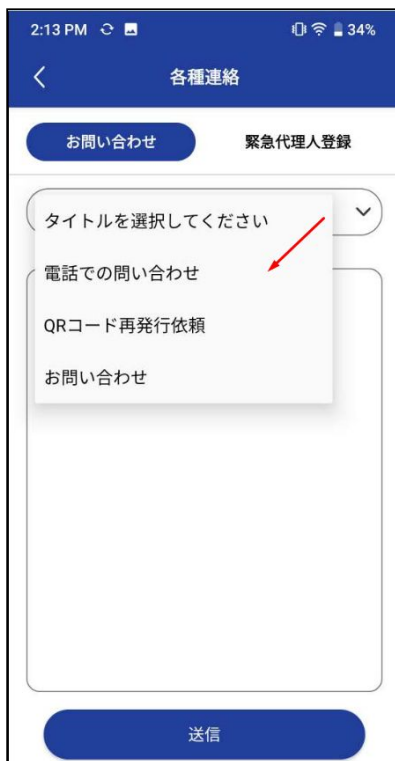 2:13 PM 34%
各種連絡
お問い合わせ 緊急代理人登録
タイトルを選択してください
電話での問い合わせ
QRコード再発行依頼
お問い合わせ
送信